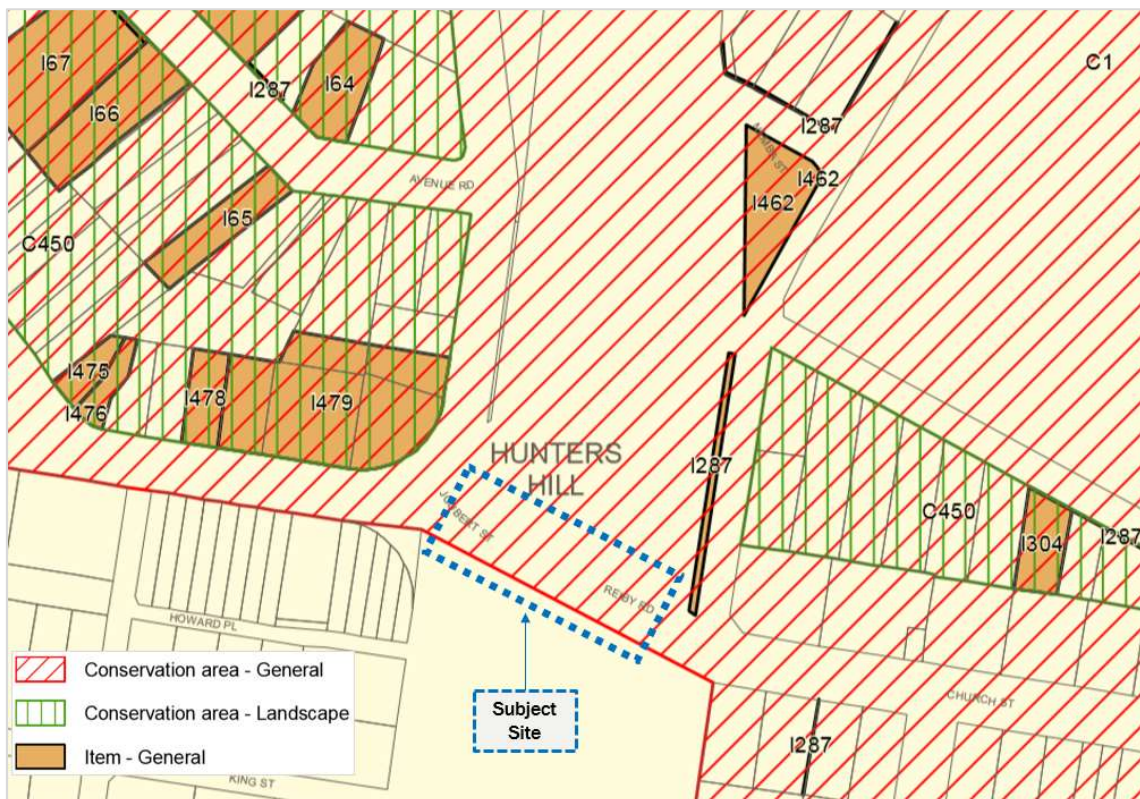 I67
I66
I287
I64
C1
I287
ALMBA ST
I462
I462
AVENUE RD
I65
C450
I475
I476
I478
I479
HUNTERS
HILL
I287
C450
I304
I287
JOUBERT ST
REIBY RD
HOWARD PL
CHURCH ST
I287
KING ST
Conservation area - General
Conservation area - Landscape
Item - General
Subject
Site